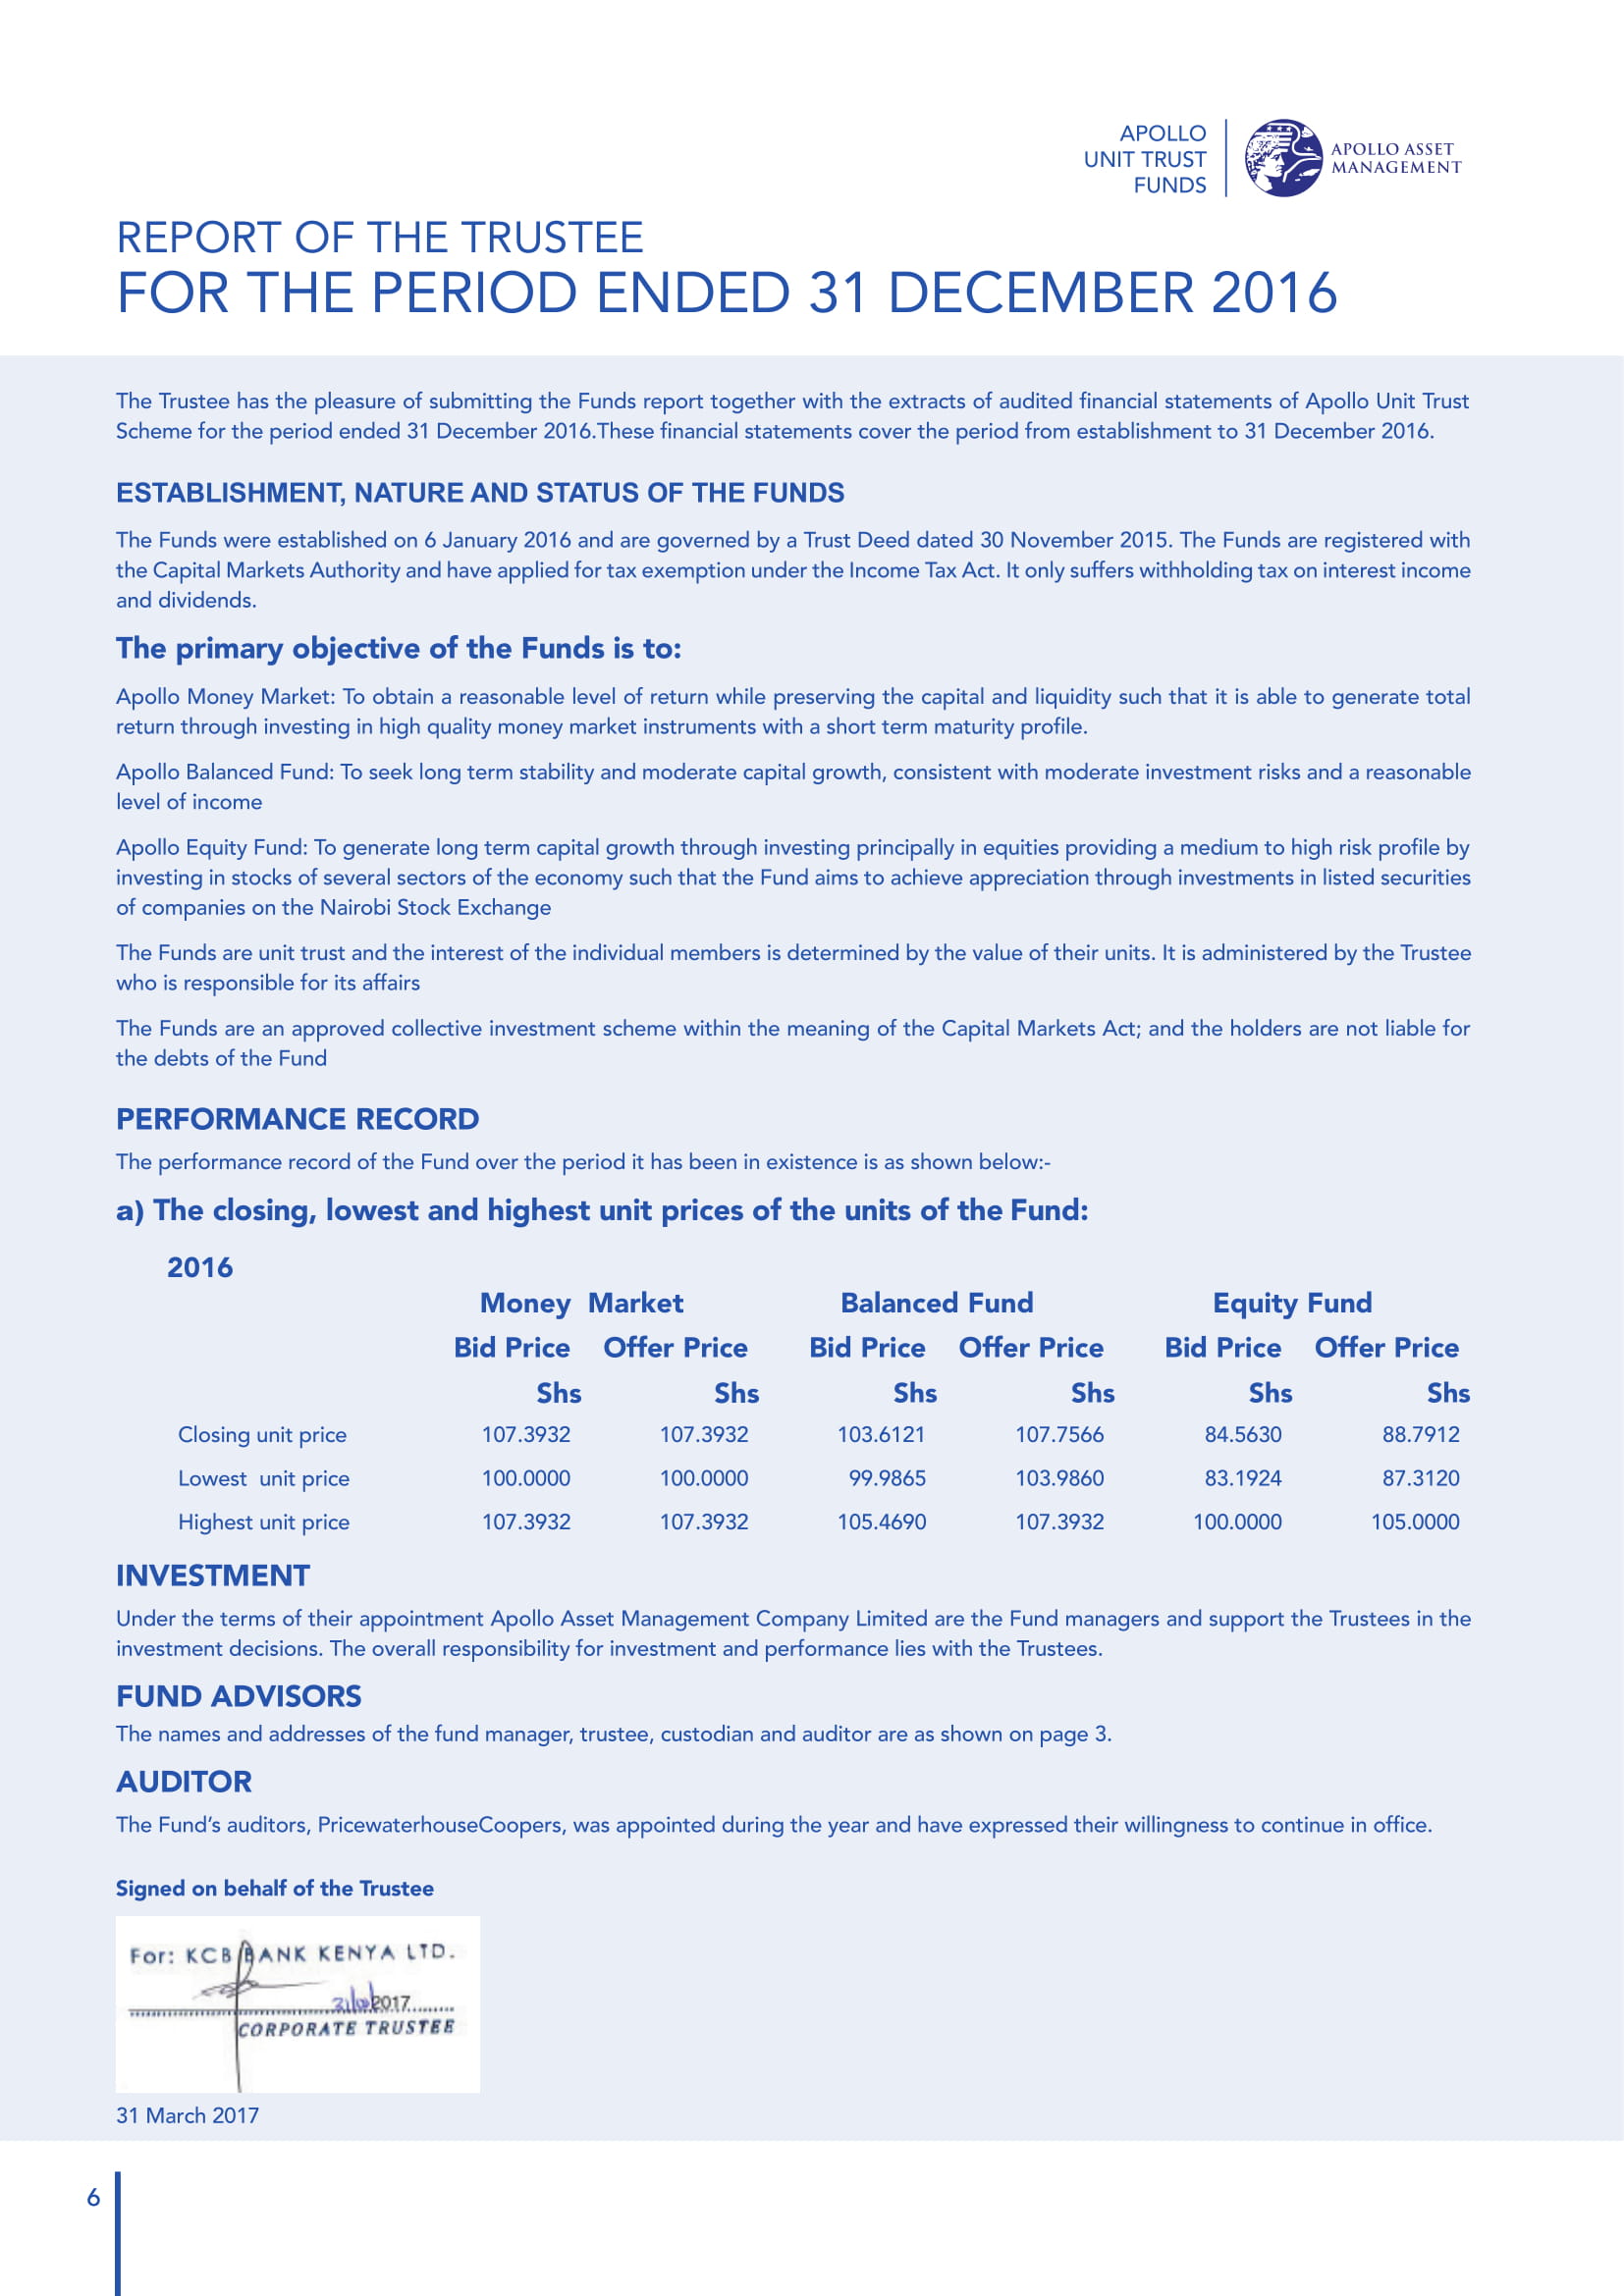 APOLLO
UNIT TRUST
FUNDS
APOLLO ASSET
MANAGEMENT
REPORT OF THE TRUSTEE
FOR THE PERIOD ENDED 31 DECEMBER 2016
The Trustee has the pleasure of submitting the Funds report together with the extracts of audited financial statements of Apollo Unit Trust
Scheme for the period ended 31 December 2016.These financial statements cover the period from establishment to 31 December 2016.
ESTABLISHMENT, NATURE AND STATUS OF THE FUNDS
The Funds were established on 6 January 2016 and are governed by a Trust Deed dated 30 November 2015. The Funds are registered with
the Capital Markets Authority and have applied for tax exemption under the Income Tax Act. It only suffers withholding tax on interest income
and dividends.
The primary objective of the Funds is to:
Apollo Money Market: To obtain a reasonable level of return while preserving the capital and liquidity such that it is able to generate total
return through investing in high quality money market instruments with a short term maturity profile.
Apollo Balanced Fund: To seek long term stability and moderate capital growth, consistent with moderate investment risks and a reasonable
level of income
Apollo Equity Fund: To generate long term capital growth through investing principally in equities providing a medium to high risk profile by
investing in stocks of several sectors of the economy such that the Fund aims to achieve appreciation through investments in listed securities
of companies on the Nairobi Stock Exchange
The Funds are unit trust and the interest of the individual members is determined by the value of their units. It is administered by the Trustee
who is responsible for its affairs
The Funds are an approved collective investment scheme within the meaning of the Capital Markets Act; and the holders are not liable for
the debts of the Fund
PERFORMANCE RECORD
The performance record of the Fund over the period it has been in existence is as shown below:-
a) The closing, lowest and highest unit prices of the units of the Fund:
2016
Money Market Balanced Fund Equity Fund
Bid Price Offer Price Bid Price Offer Price Bid Price Offer Price
Shs Shs Shs Shs Shs Shs
Closing unit price 107.3932 107.3932 103.6121 107.7566 84.5630 88.7912
Lowest unit price 100.0000 100.0000 99.9865 103.9860 83.1924 87.3120
Highest unit price 107.3932 107.3932 105.4690 107.3932 100.0000 105.0000
INVESTMENT
Under the terms of their appointment Apollo Asset Management Company Limited are the Fund managers and support the Trustees in the
investment decisions. The overall responsibility for investment and performance lies with the Trustees.
FUND ADVISORS
The names and addresses of the fund manager, trustee, custodian and auditor are as shown on page 3.
AUDITOR
The Fund's auditors, PricewaterhouseCoopers, was appointed during the year and have expressed their willingness to continue in office.
Signed on behalf of the Trustee
For: KCB BANK KENYA LTD.
2017
CORPORATE TRUSTEE
31 March 2017
6